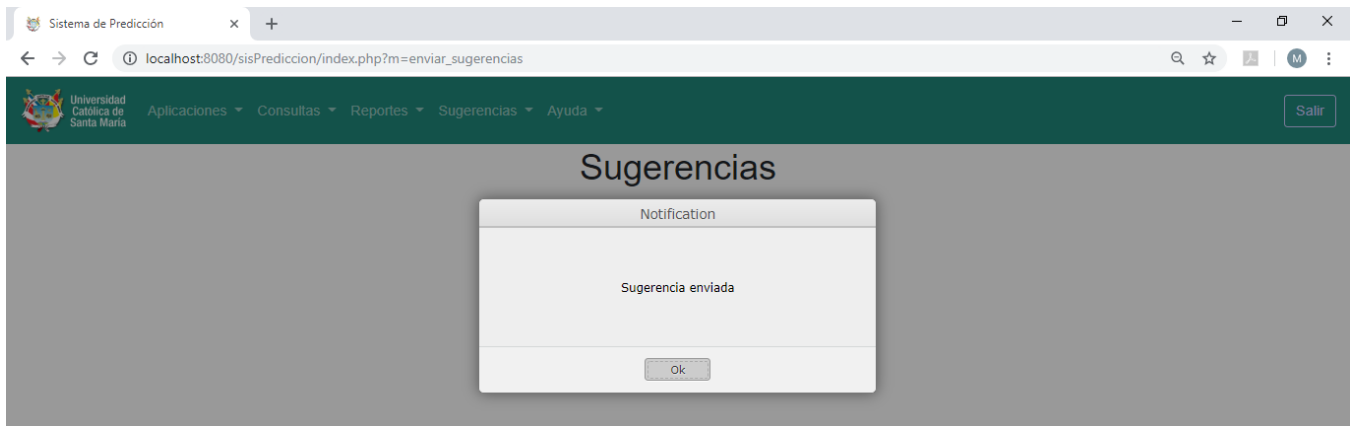 Sistema de Predicción
localhost:8080/sisPrediccion/index.php?m=enviar_sugerencias
M
Universidad
Católica de
Santa María
Aplicaciones Consultas Reportes Sugerencias Ayuda
Salir
Sugerencias
Notification
Sugerencia enviada
Ok